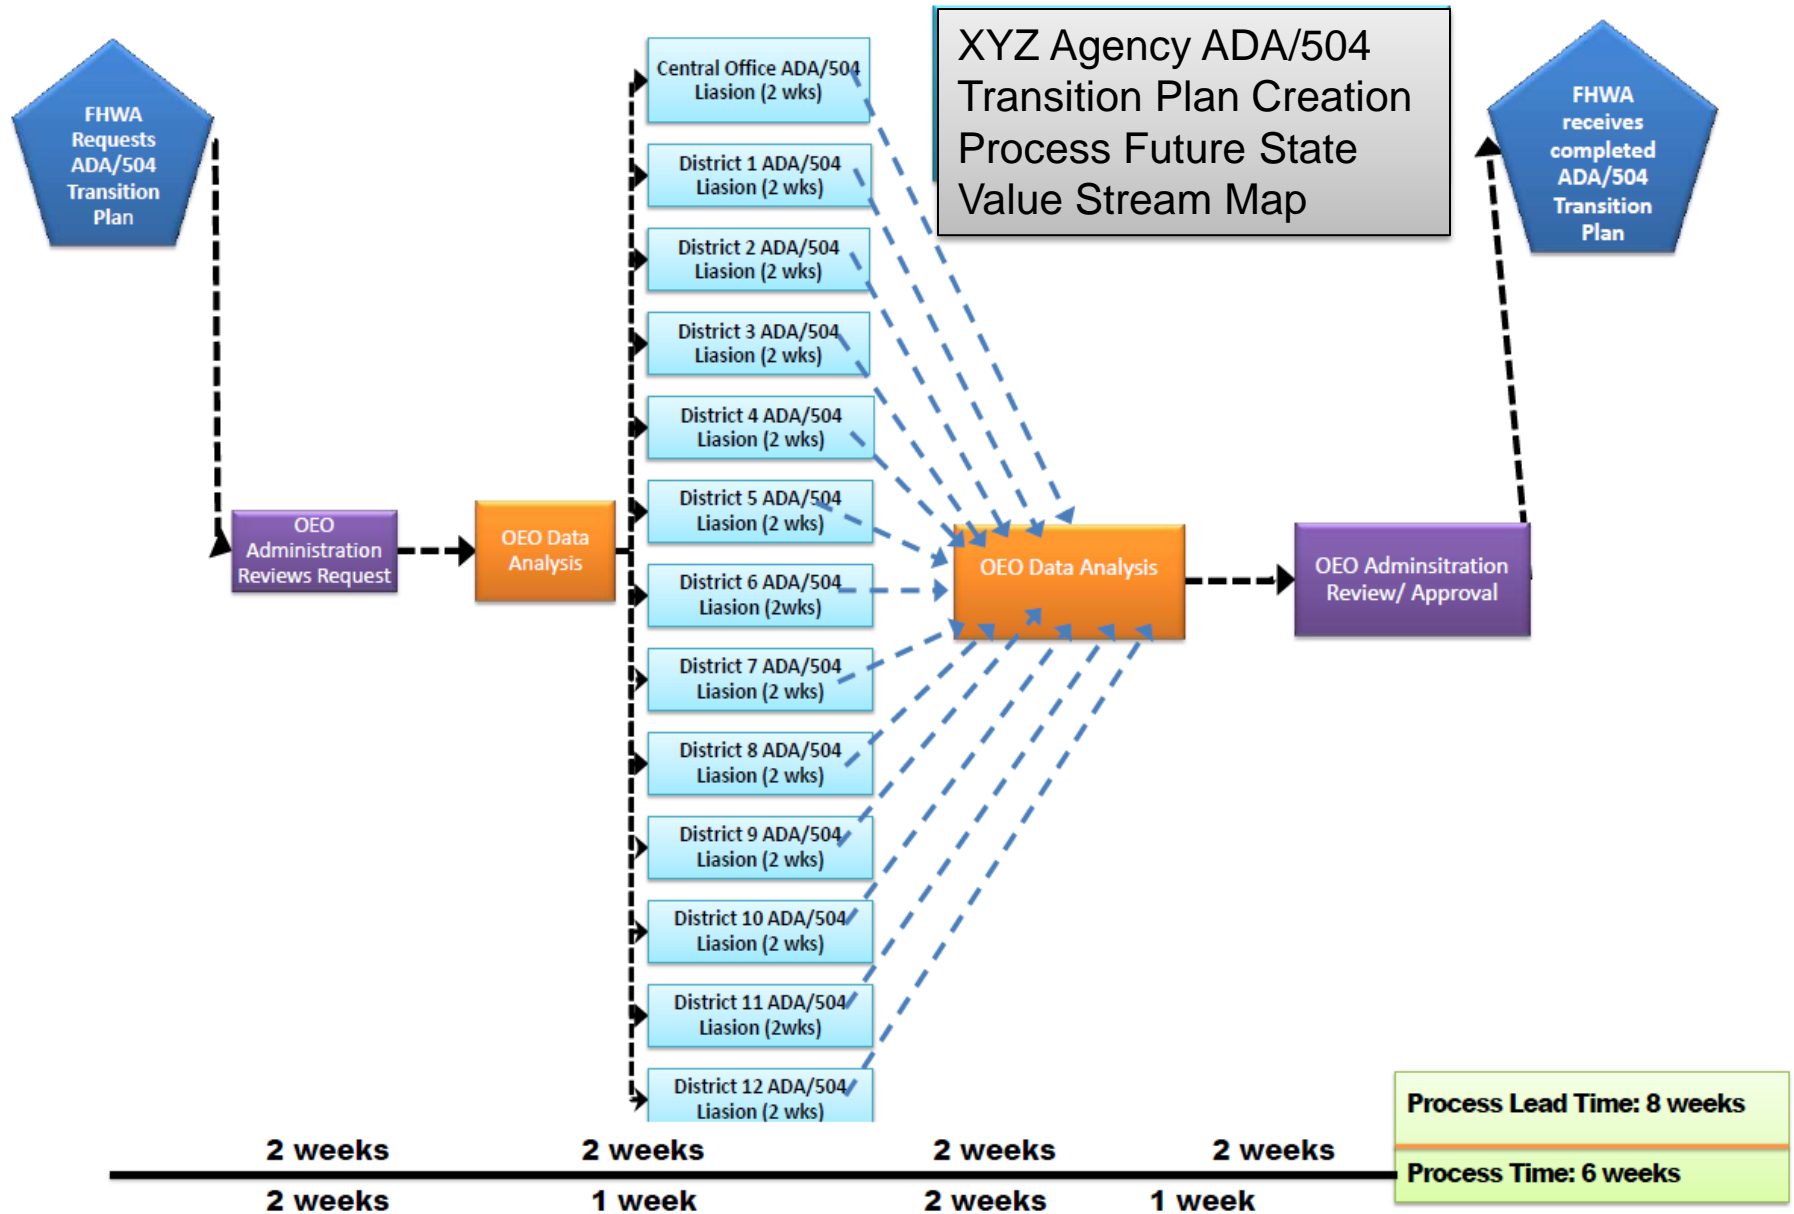 XYZ Agency ADA/504
Transition Plan Creation
Process Future State
Value Stream Map
FHWA
Requests
ADA/504
Transition
Plan
OEO
Administration
Reviews Request
OEO Data
Analysis
Central Office ADA/504
Liasion (2 wks)
District 1 ADA/504
Liasion (2 wks)
District 2 ADA/504
Liasion (2 wks)
District 3 ADA/504
Liasion (2 wks)
District 4 ADA/504
Liasion (2 wks)
District 5 ADA/504
Liasion (2 wks)
District 6 ADA/504
Liasion (2wks)
District 7 ADA/504
Liasion (2 wks)
District 8 ADA/504
Liasion (2 wks)
District 9 ADA/504
Liasion (2 wks)
District 10 ADA/504
Liasion (2 wks)
District 11 ADA/504
Liasion (2wks)
District 12 ADA/504
Liasion (2 wks)
OEO Data Analysis
OEO Adminsitration
Review/ Approval
FHWA
receives
completed
ADA/504
Transition
Plan
2 weeks 2 weeks 2 weeks 2 weeks
2 weeks 1 week 2 weeks 1 week
Process Lead Time: 8 weeks
Process Time: 6 weeks